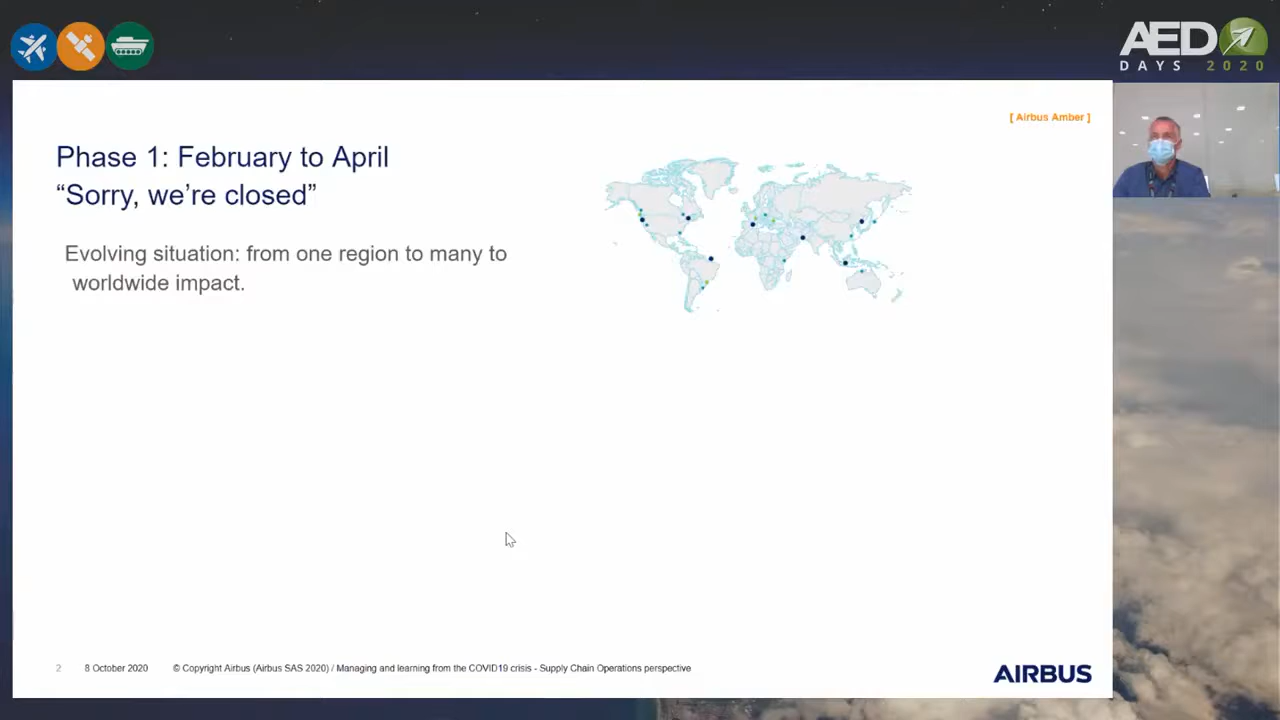 AED
DAYS 2020
[ Airbus Amber ]
Phase 1: February to April
“Sorry, we’re closed”
Evolving situation: from one region to many to
worldwide impact.
2 8 October 2020 © Copyright Airbus (Airbus SAS 2020) / Managing and learning from the COVID19 crisis - Supply Chain Operations perspective
AIRBUS